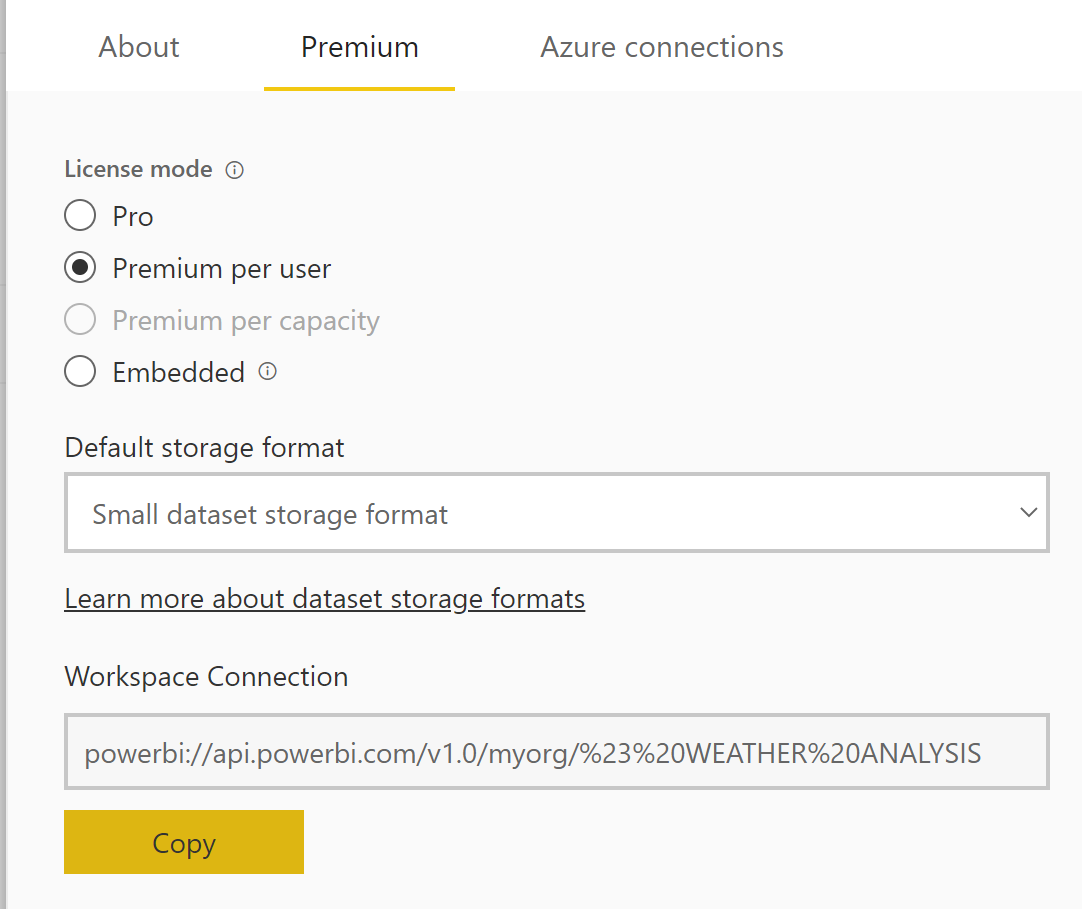 About Premium Azure connections
License mode
Pro
Premium per user
Premium per capacity
Embedded
Default storage format
Small dataset storage format
Learn more about dataset storage formats
Workspace Connection
powerbi://api.powerbi.com/v1.0/myorg/%23%20WEATHER%20ANALYSIS
Copy